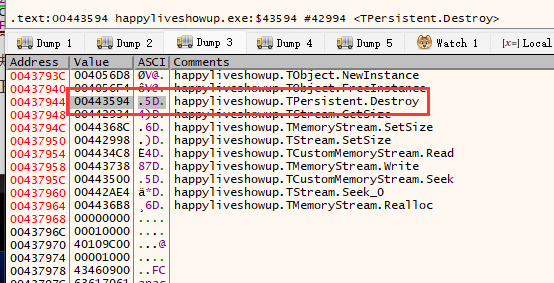 .text:00443594 happyliveshowup.exe:$43594 #42994 <TPersistent.Destroy>
Dump 1 Dump 2 Dump 3 Dump 4 Dump 5 Watch 1 [x=] Local
Address Value ASCI Comments
0043793C 004056D8 ØV@. happyliveshowup.TObject.NewInstance
00437940 004056F4 ôV@. happyliveshowup.TObject.FreeInstance
00437944 00443594 .5D. happyliveshowup.TPersistent.Destroy
00437948 00442934 4)D. happyliveshowup.TStream.GetSize
0043794C 0044368C .6D. happyliveshowup.TMemoryStream.SetSize
00437950 00442998 .)D. happyliveshowup.TStream.SetSize
00437954 004434C8 È4D. happyliveshowup.TCustomMemoryStream.Read
00437958 00443738 87D. happyliveshowup.TMemoryStream.Write
0043795C 00443500 .5D. happyliveshowup.TCustomMemoryStream.Seek
00437960 00442AE4 ä*D. happyliveshowup.TStream.Seek_0
00437964 004436B8 ¸6D. happyliveshowup.TMemoryStream.Realloc
00437968 00000000 ....
0043796C 00010000 ....
00437970 40109C00 ...@
00437974 00001000 ....
00437978 43460900 ..FC